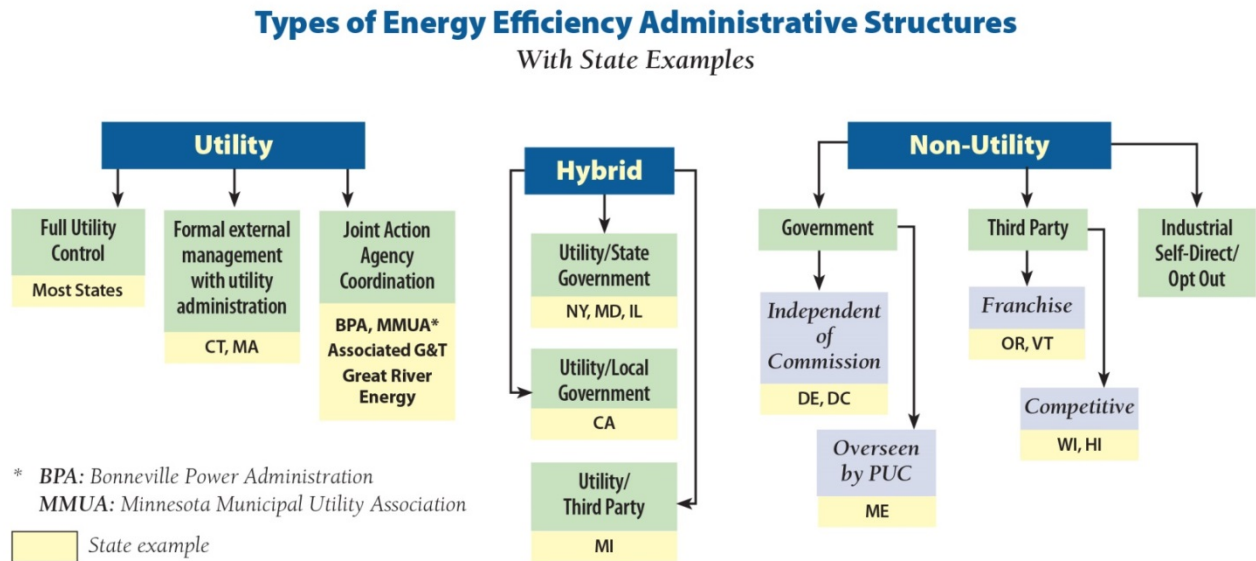 Types of Energy Efficiency Administrative Structures
With State Examples
Utility
Full Utility
Control
Most States
Formal external
management
with utility
administration
CT, MA
Joint Action
Agency
Coordination
BPA, MMUA*
Associated G&T
Great River
Energy
Hybrid
Utility/State
Government
NY, MD, IL
Utility/Local
Government
CA
Utility/
Third Party
MI
Non-Utility
Government
Independent
of
Commission
DE, DC
Overseen
by PUC
ME
Third Party
Franchise
OR, VT
Competitive
WI, HI
Industrial
Self-Direct/
Opt Out
* BPA: Bonneville Power Administration
MMUA: Minnesota Municipal Utility Association
State example